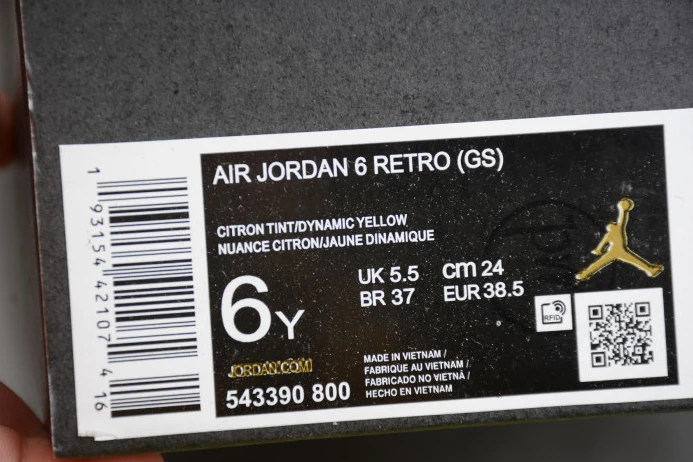 AIR JORDAN 6 RETRO (GS)
CITRON TINT/DYNAMIC YELLOW
NUANCE CITRON/JAUNE DINAMIQUE
6Y
UK 5.5 cm 24
BR 37 EUR 38.5
RFID
JORDAN.COM
543390 800
MADE IN VIETNAM /
FABRIQUE AU VIETNAM /
FABRICADO NO VIETNÃ /
HECHO EN VIETNAM
1 93154 42107 4 16